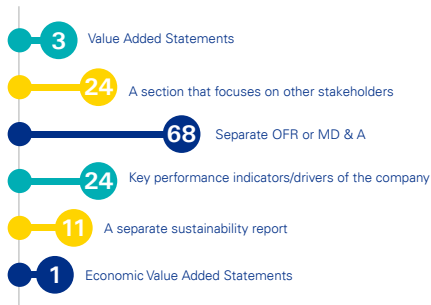 3 Value Added Statements
24 A section that focuses on other stakeholders
68 Separate OFR or MD & A
24 Key performance indicators/drivers of the company
11 A separate sustainability report
1 Economic Value Added Statements